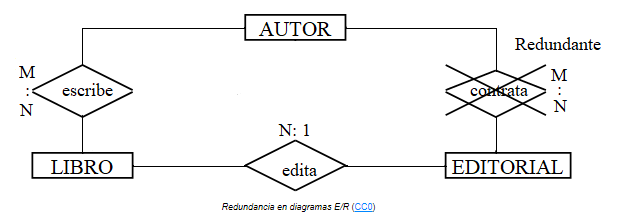 AUTOR
Redundante
M
:
N
escribe
contrata
M
:
N
N: 1
LIBRO
edita
EDITORIAL
Redundancia en diagramas E/R (CC0)